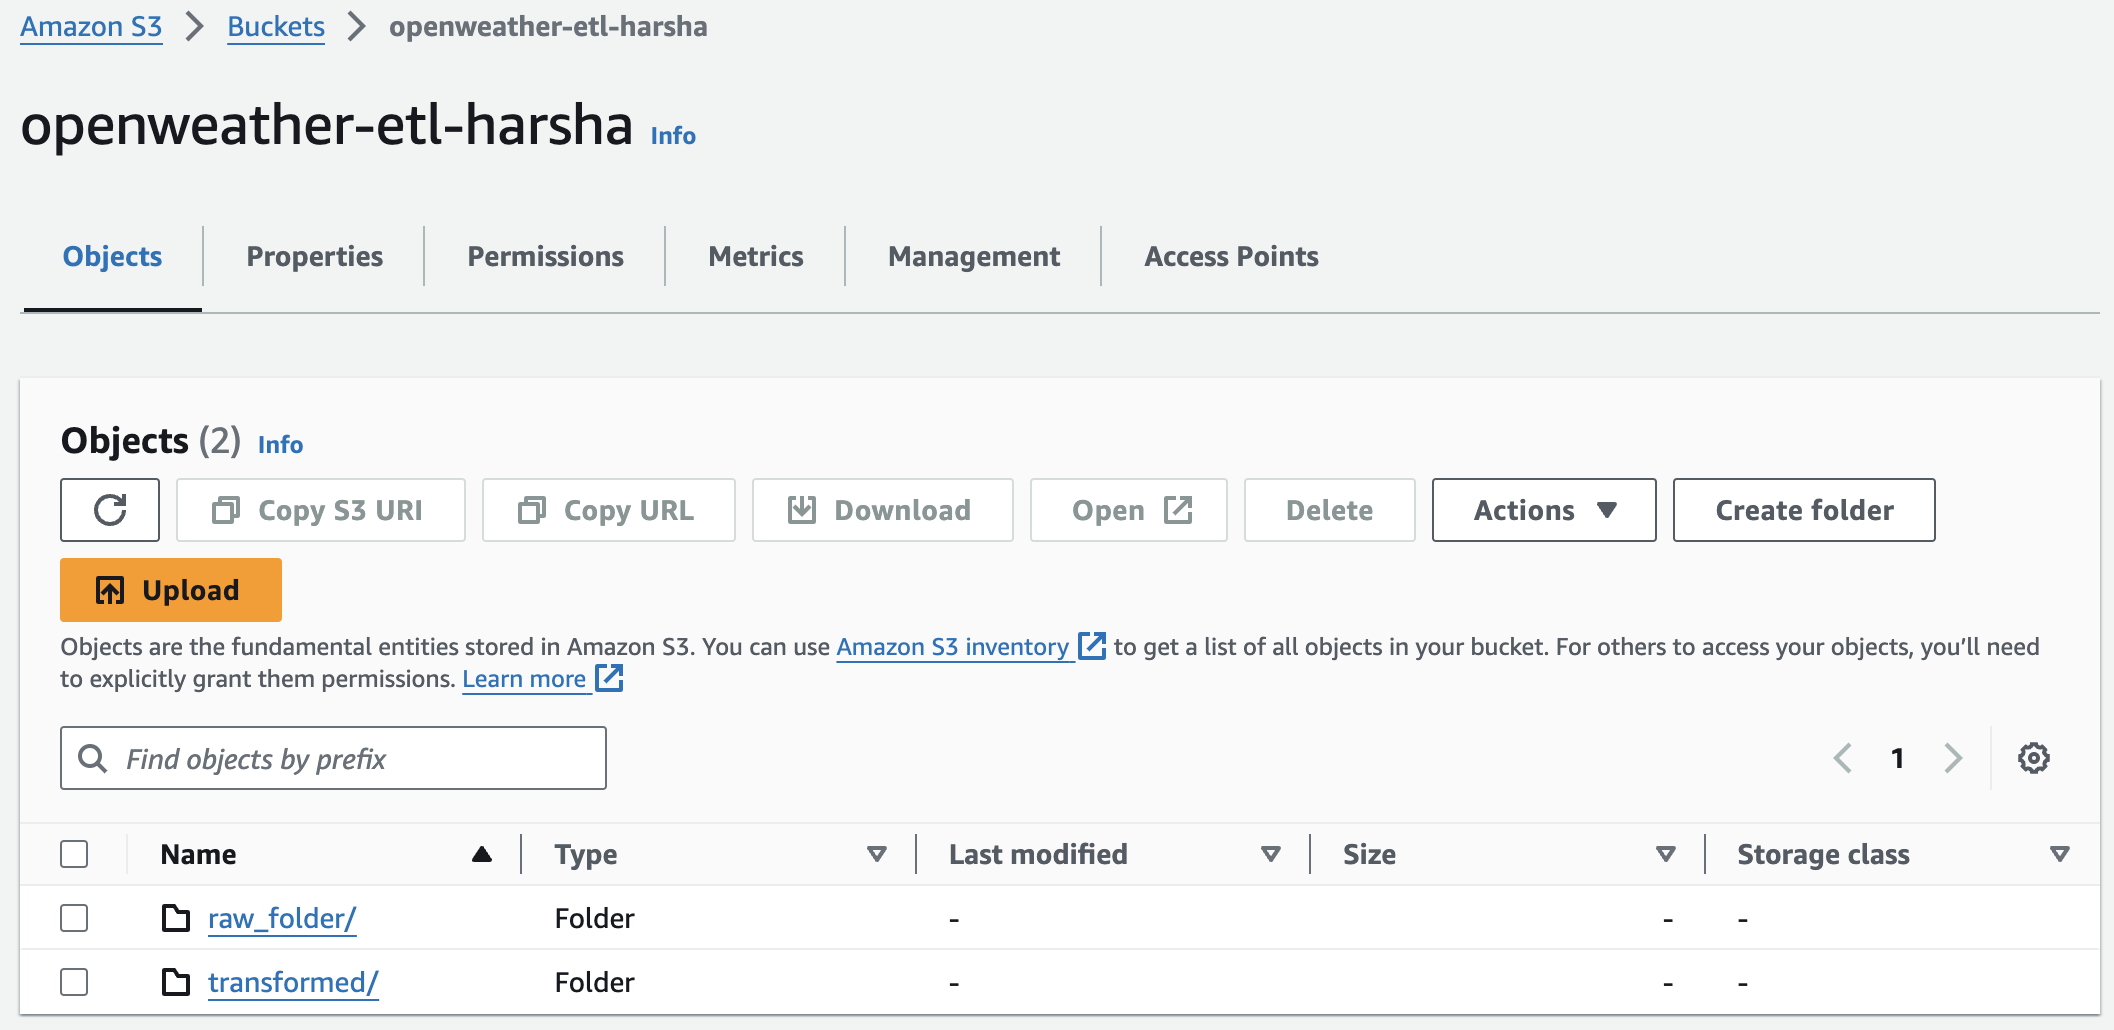 Amazon S3 > Buckets > openweather-etl-harsha
openweather-etl-harsha Info
Objects Properties Permissions Metrics Management Access Points
Objects (2) Info
Copy S3 URI Copy URL Download Open Delete Actions Create folder
Upload
Objects are the fundamental entities stored in Amazon S3. You can use Amazon S3 inventory to get a list of all objects in your bucket. For others to access your objects, you’ll need
to explicitly grant them permissions. Learn more
Find objects by prefix 1
Name Type Last modified Size Storage class
raw_folder/ Folder - - -
transformed/ Folder - - -